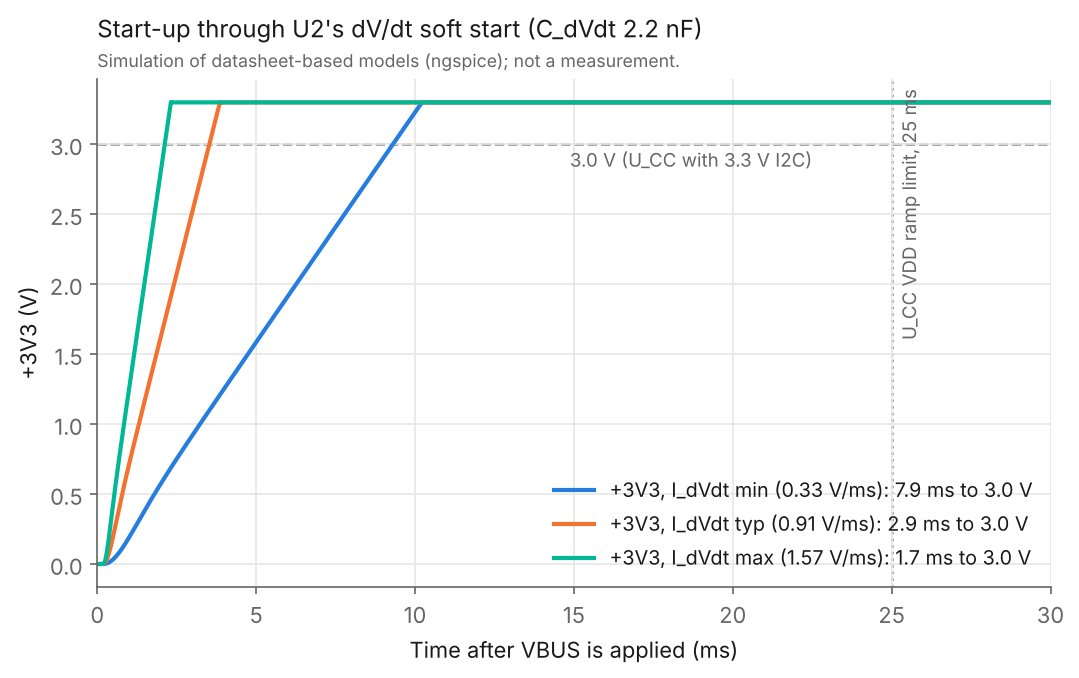 Start-up through U2's dV/dt soft start (C_dVdt 2.2 nF)
Simulation of datasheet-based models (ngspice); not a measurement.
+3V3 (V)
3.0
2.5
2.0
1.5
1.0
0.5
0.0
3.0 V (U_CC with 3.3 V I2C)
U_CC VDD ramp limit, 25 ms
+3V3, I_dVdt min (0.33 V/ms): 7.9 ms to 3.0 V
+3V3, I_dVdt typ (0.91 V/ms): 2.9 ms to 3.0 V
+3V3, I_dVdt max (1.57 V/ms): 1.7 ms to 3.0 V
0 5 10 15 20 25 30
Time after VBUS is applied (ms)